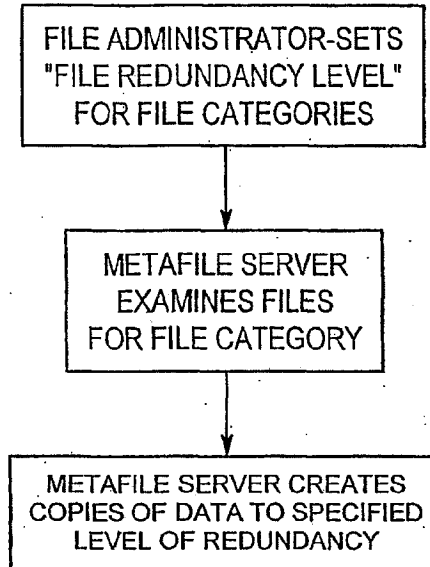 FILE ADMINISTRATOR-SETS
"FILE REDUNDANCY LEVEL"
FOR FILE CATEGORIES
METAFILE SERVER
EXAMINES FILES
FOR FILE CATEGORY
METAFILE SERVER CREATES
COPIES OF DATA TO SPECIFIED
LEVEL OF REDUNDANCY